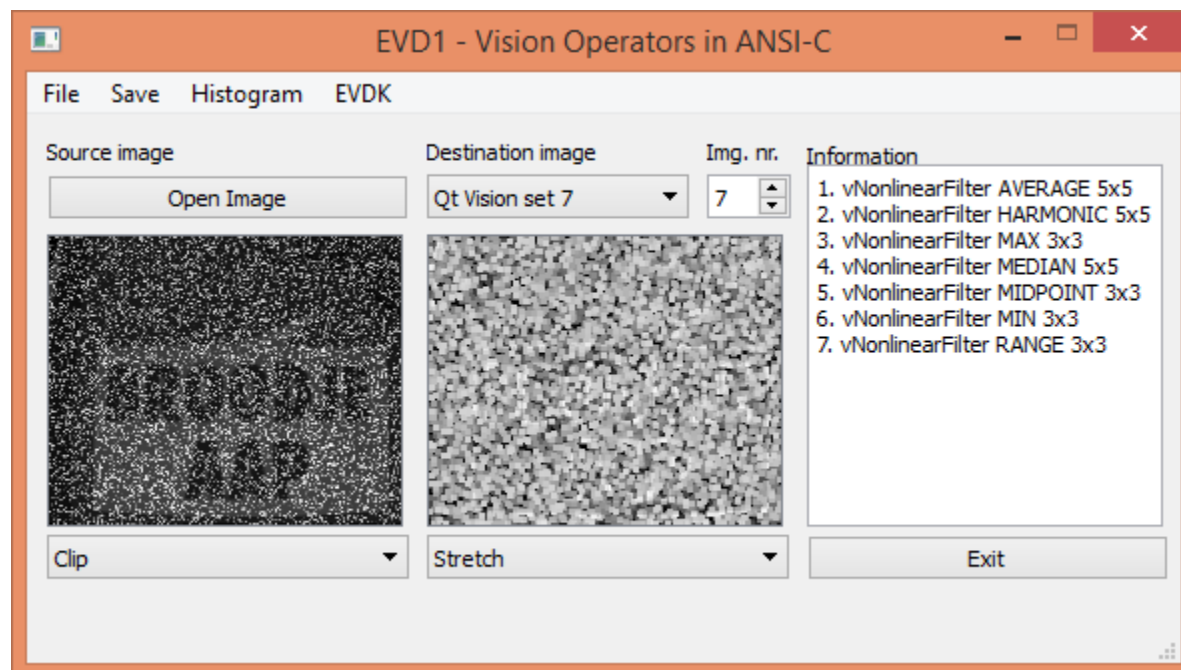 EVD1 - Vision Operators in ANSI-C
File Save Histogram EVDK
Source image
Open Image
Destination image
Img. nr.
Qt Vision set 7
7
Information
1. vNonlinearFilter AVERAGE 5x5
2. vNonlinearFilter HARMONIC 5x5
3. vNonlinearFilter MAX 3x3
4. vNonlinearFilter MEDIAN 5x5
5. vNonlinearFilter MIDPOINT 3x3
6. vNonlinearFilter MIN 3x3
7. vNonlinearFilter RANGE 3x3
Clip
Stretch
Exit